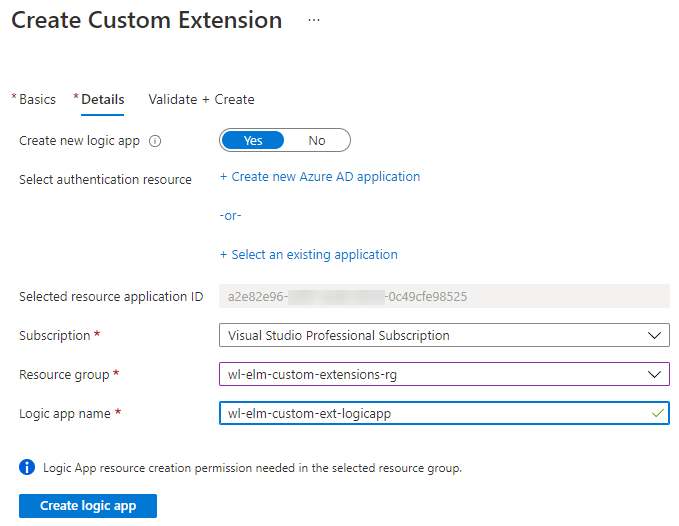 Create Custom Extension ...
* Basics * Details Validate + Create
Create new logic app Yes No
Select authentication resource + Create new Azure AD application
-or-
+ Select an existing application
Selected resource application ID a2e82e96- -0c49cfe98525
Subscription * Visual Studio Professional Subscription
Resource group * wl-elm-custom-extensions-rg
Logic app name * wl-elm-custom-ext-logicapp
Logic App resource creation permission needed in the selected resource group.
Create logic app